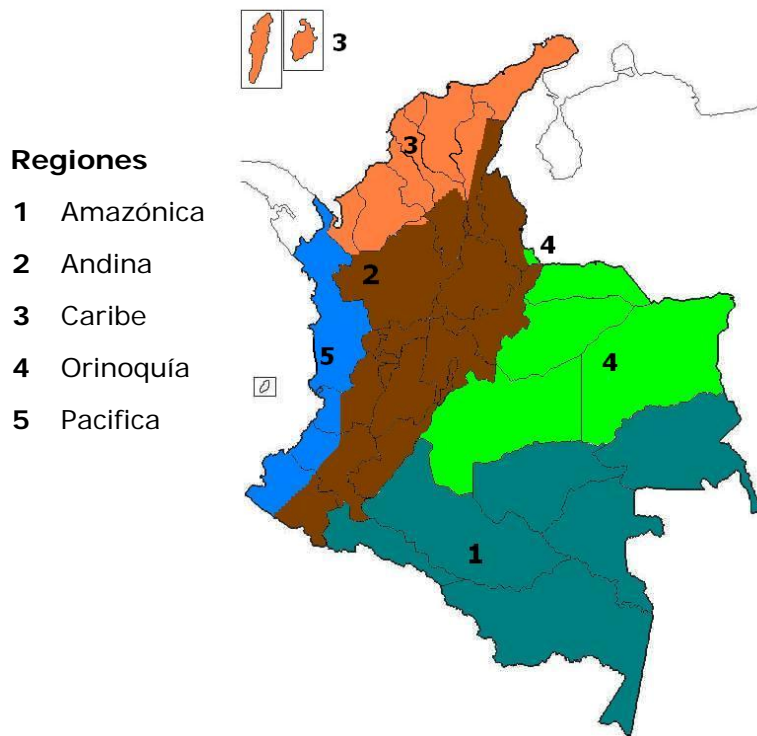 3
Regiones
1 Amazónica
2 Andina
3 Caribe
4 Orinoquía
5 Pacifica
3
4
2
5
4
1